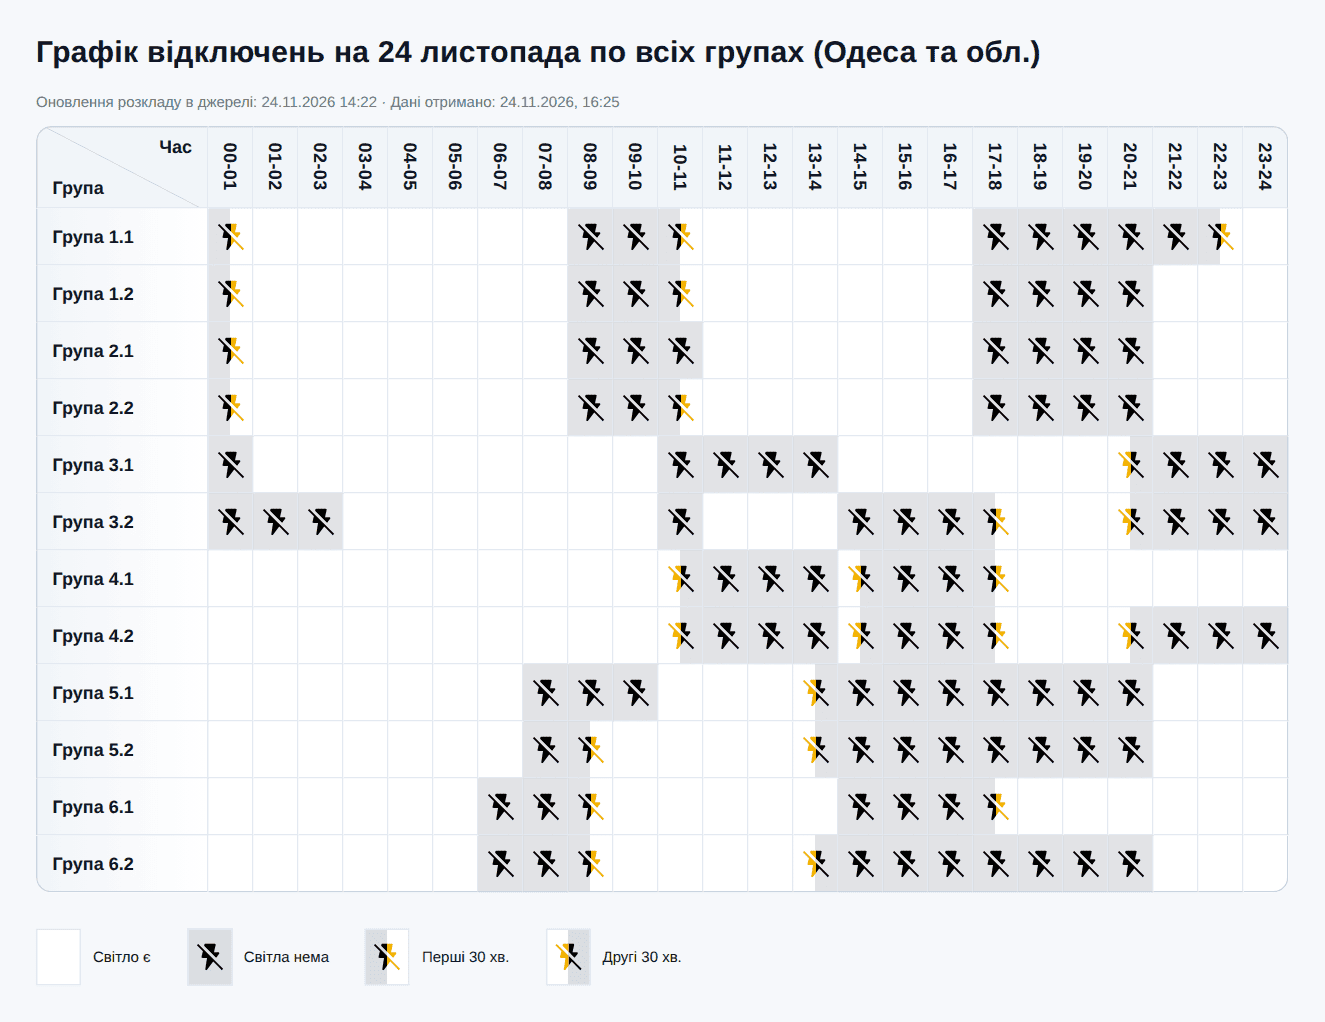 Графік відключень на 24 листопада по всіх групах (Одеса та обл.)
Оновлення розкладу в джерелі: 24.11.2026 14:22 · Дані отримано: 24.11.2026, 16:25
Час
Група
00-01 01-02 02-03 03-04 04-05 05-06 06-07 07-08 08-09 09-10 10-11 11-12 12-13 13-14 14-15 15-16 16-17 17-18 18-19 19-20 20-21 21-22 22-23 23-24
Група 1.1
Група 1.2
Група 2.1
Група 2.2
Група 3.1
Група 3.2
Група 4.1
Група 4.2
Група 5.1
Група 5.2
Група 6.1
Група 6.2
Світло є Світла нема Перші 30 хв. Другі 30 хв.